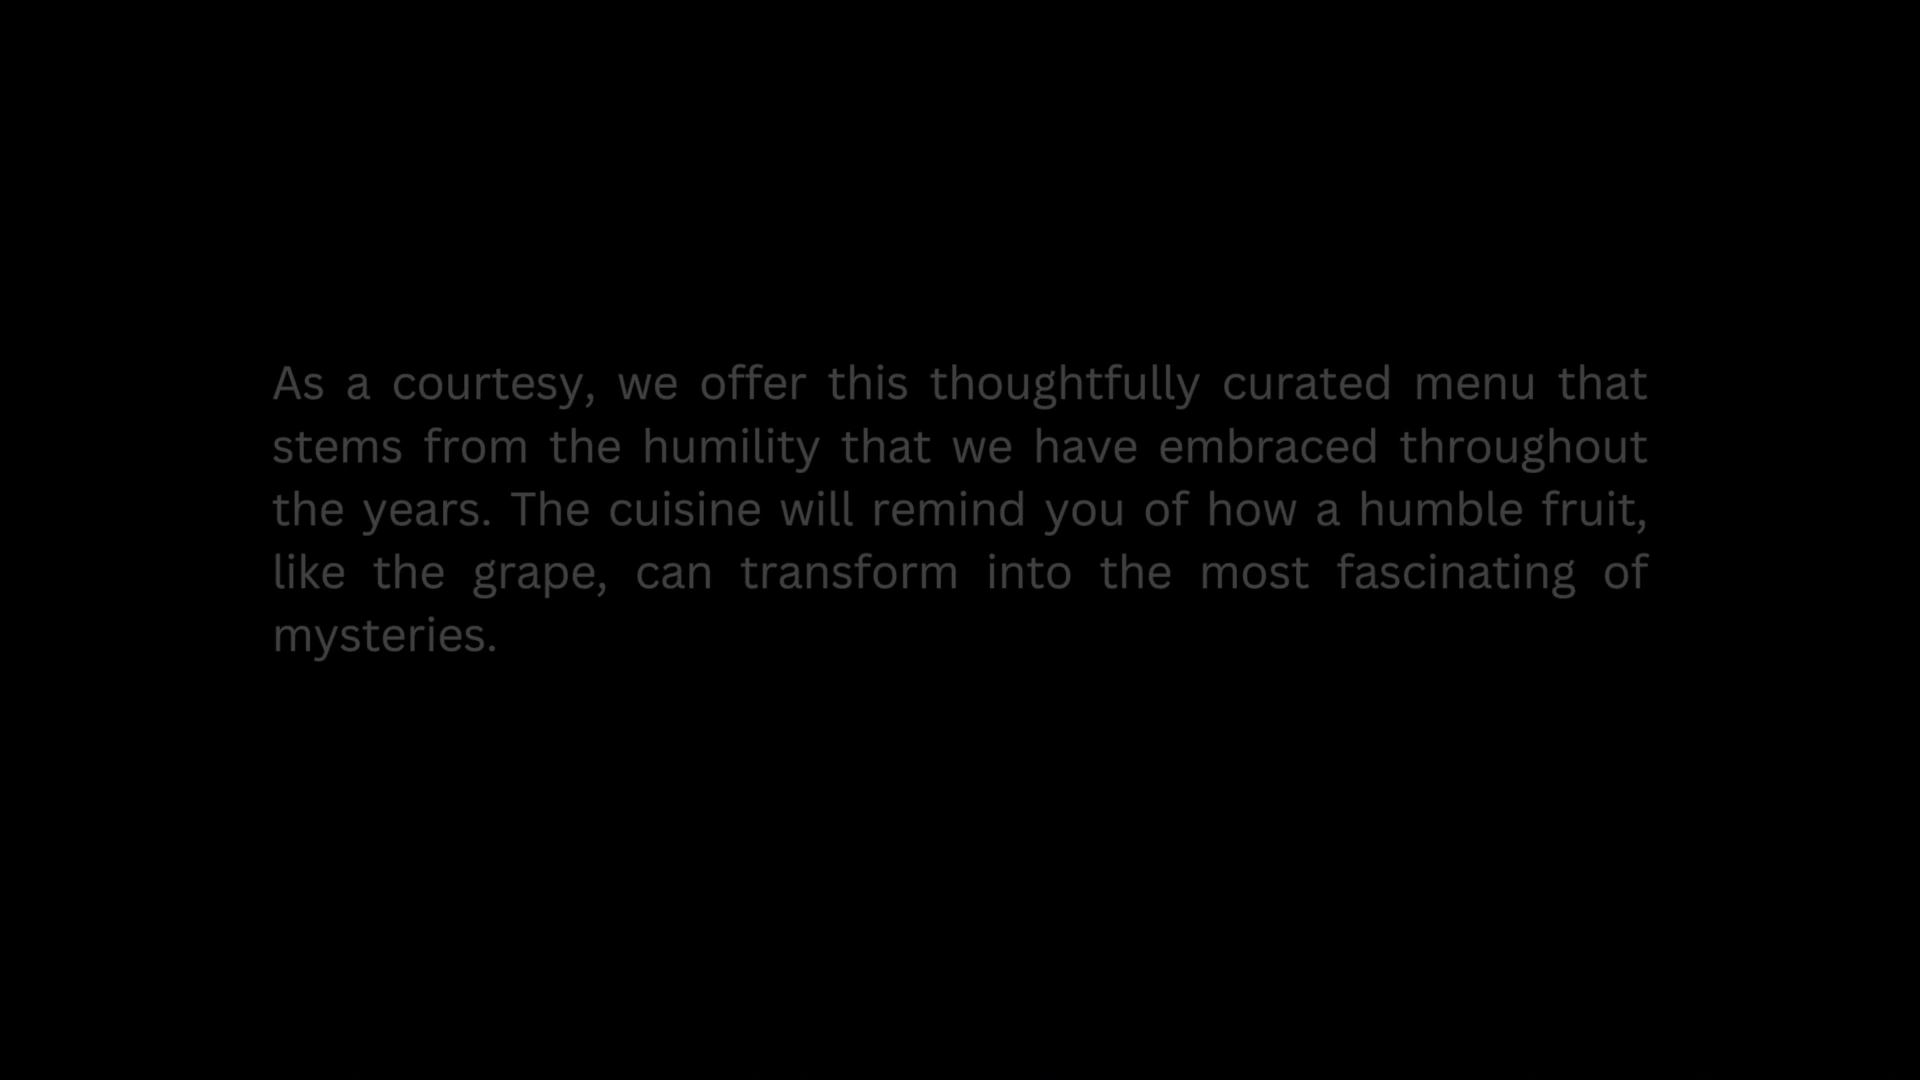 As a courtesy, we offer this thoughtfully curated menu that
stems from the humility that we have embraced throughout
the years. The cuisine will remind you of how a humble fruit,
like the grape, can transform into the most fascinating of
mysteries.